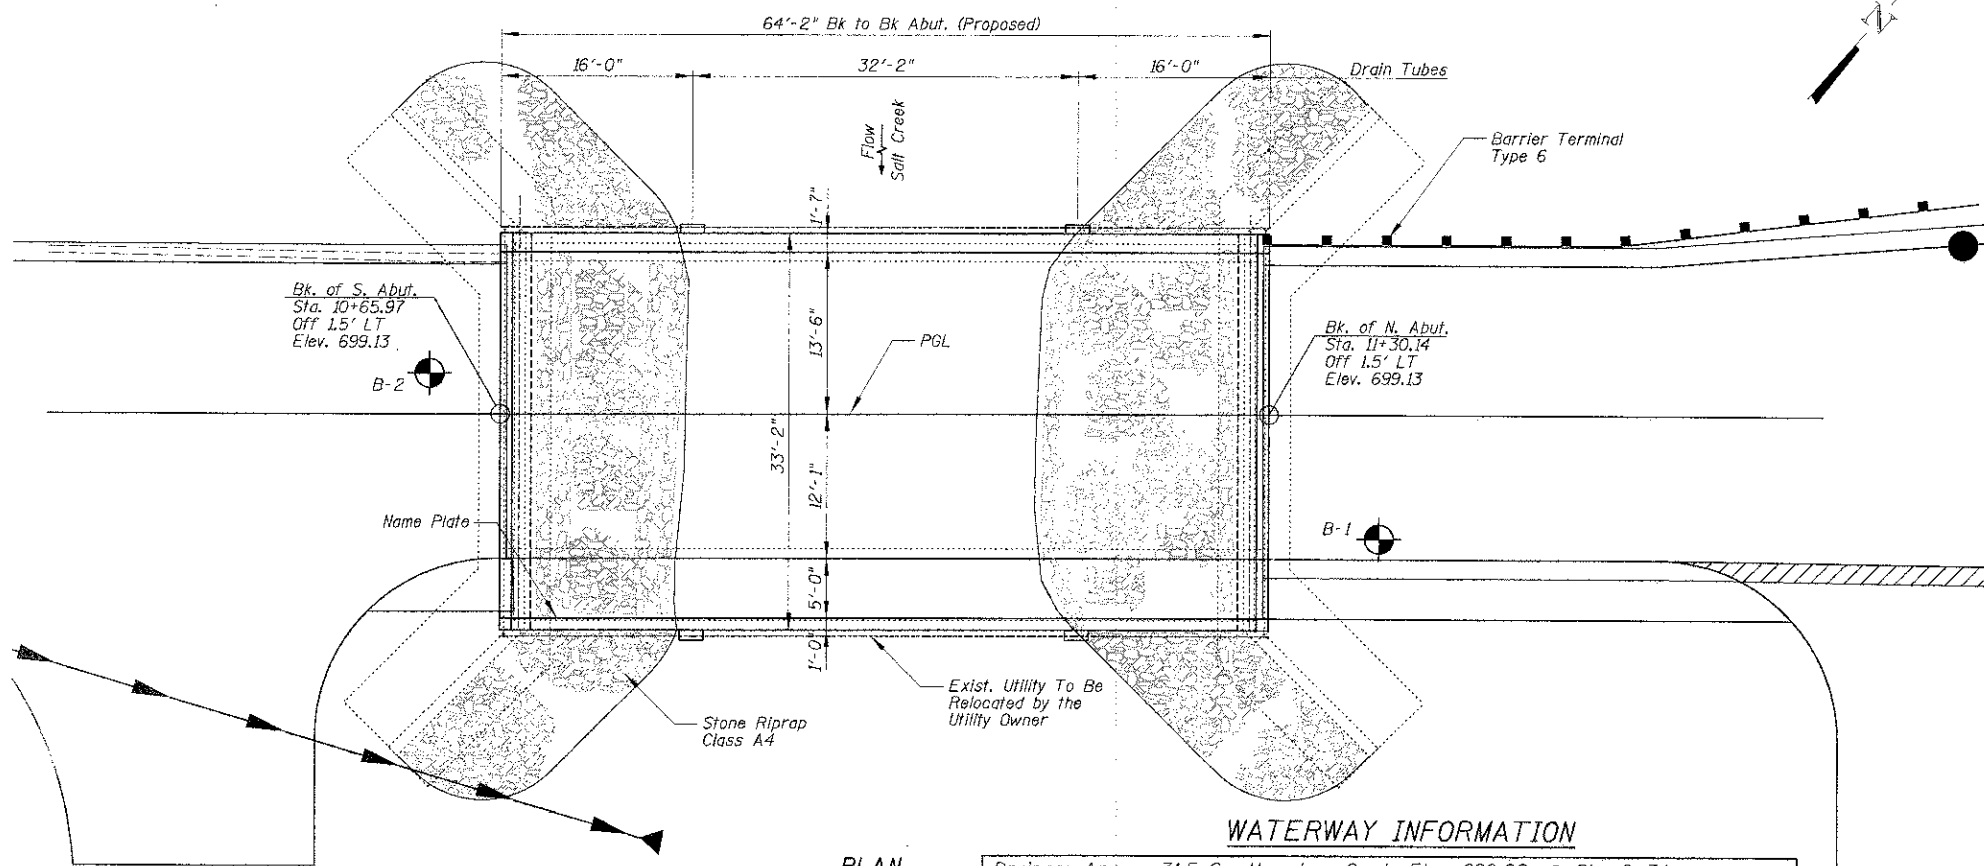 64'-2" Bk to Bk Abut. (Proposed)
16'-0"
32'-2"
16'-0"
Drain Tubes
N
Flow
Salt Creek
Barrier Terminal
Type 6
1'-7"
Bk. of S. Abut.
Sta. 10+65.97
Off 1.5' LT
Elev. 699.13
B-2
13'-6"
PGL
Bk. of N. Abut.
Sta. 11+30.14
Off 1.5' LT
Elev. 699.13
33'-2"
12'-1"
Name Plate
B-1
5'-0"
1'-0"
Exist. Utility To Be
Relocated by the
Utility Owner
Stone Riprap
Class A4
WATERWAY INFORMATION
PLAN